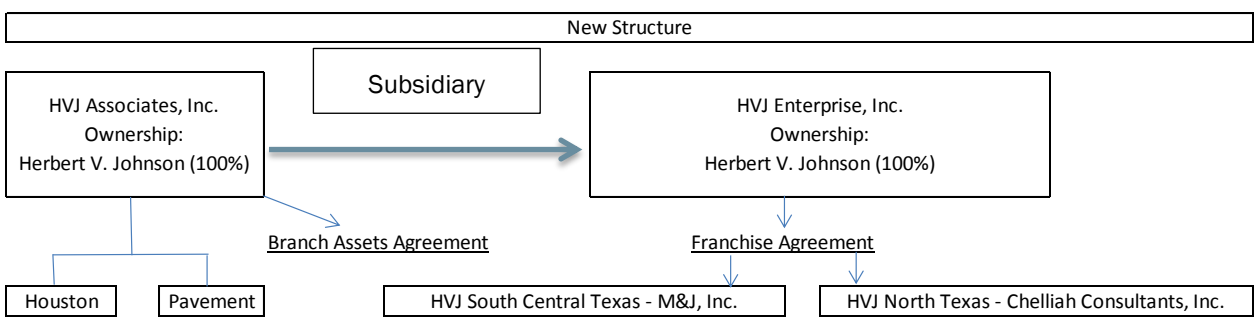 New Structure
Subsidiary
HVJ Associates, Inc.
Ownership:
Herbert V. Johnson (100%)
HVJ Enterprise, Inc.
Ownership:
Herbert V. Johnson (100%)
Branch Assets Agreement
Franchise Agreement
Houston
Pavement
HVJ South Central Texas - M&J, Inc.
HVJ North Texas - Chelliah Consultants, Inc.